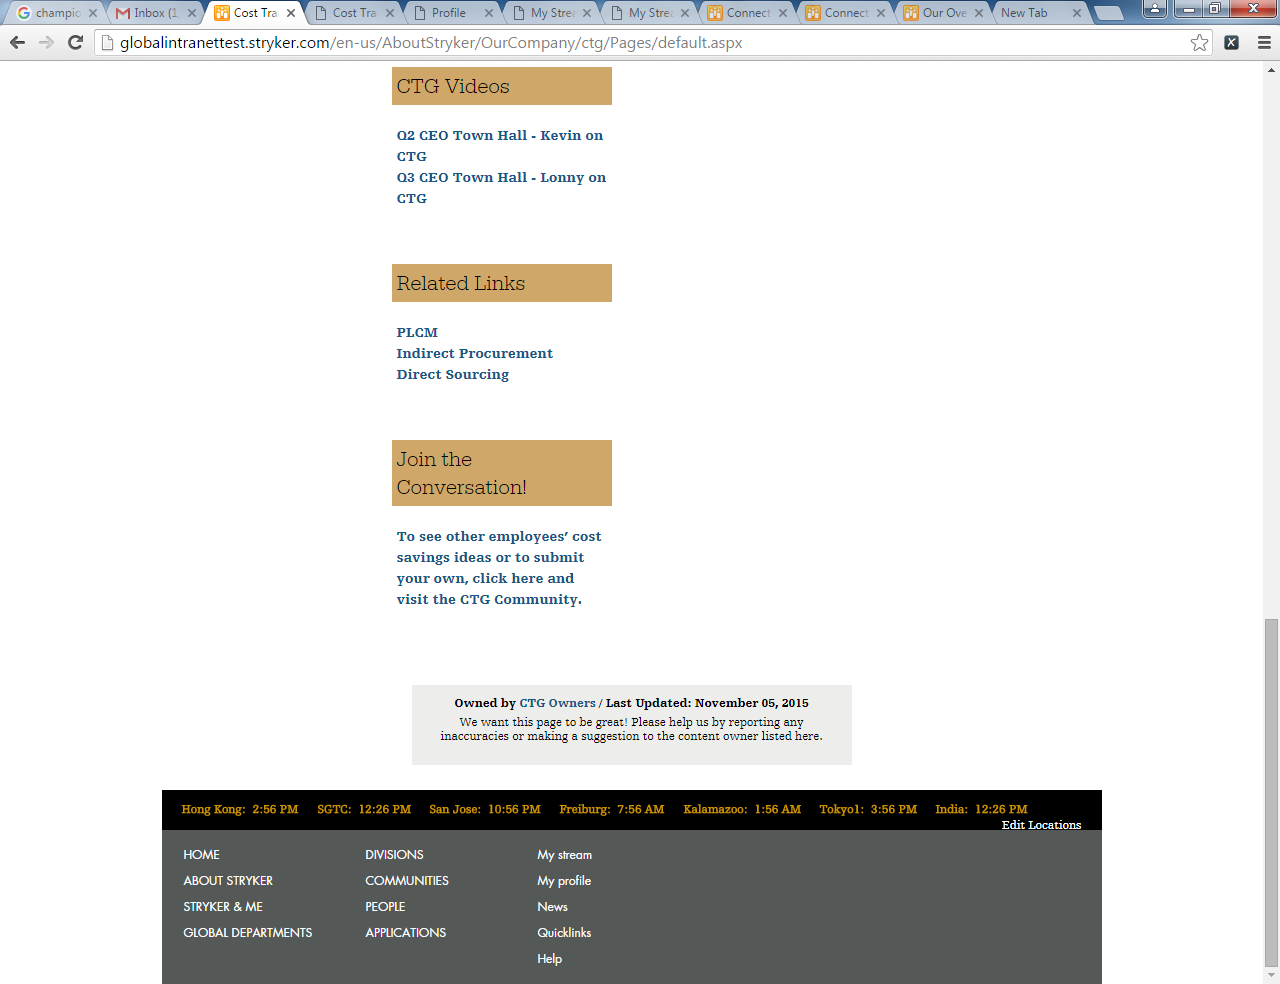 champio
Inbox (1
Cost Tra
Cost Tra
Profile
My Strea
My Strea
Connect
Connect
Our Ove
New Tab
globalintranettest.stryker.com/en-us/AboutStryker/OurCompany/ctg/Pages/default.aspx
CTG Videos
Q2 CEO Town Hall - Kevin on
CTG
Q3 CEO Town Hall - Lonny on
CTG
Related Links
PLCM
Indirect Procurement
Direct Sourcing
Join the
Conversation!
To see other employees' cost
savings ideas or to submit
your own, click here and
visit the CTG Community.
Owned by CTG Owners / Last Updated: November 05, 2015
We want this page to be great! Please help us by reporting any
inaccuracies or making a suggestion to the content owner listed here.
Hong Kong: 2:56 PM SGTC: 12:26 PM San Jose: 10:56 PM Freiburg: 7:56 AM Kalamazoo: 1:56 AM Tokyo1: 3:56 PM India: 12:26 PM
Edit Locations
HOME DIVISIONS My stream
ABOUT STRYKER COMMUNITIES My profile
STRYKER & ME PEOPLE News
GLOBAL DEPARTMENTS APPLICATIONS Quicklinks
Help